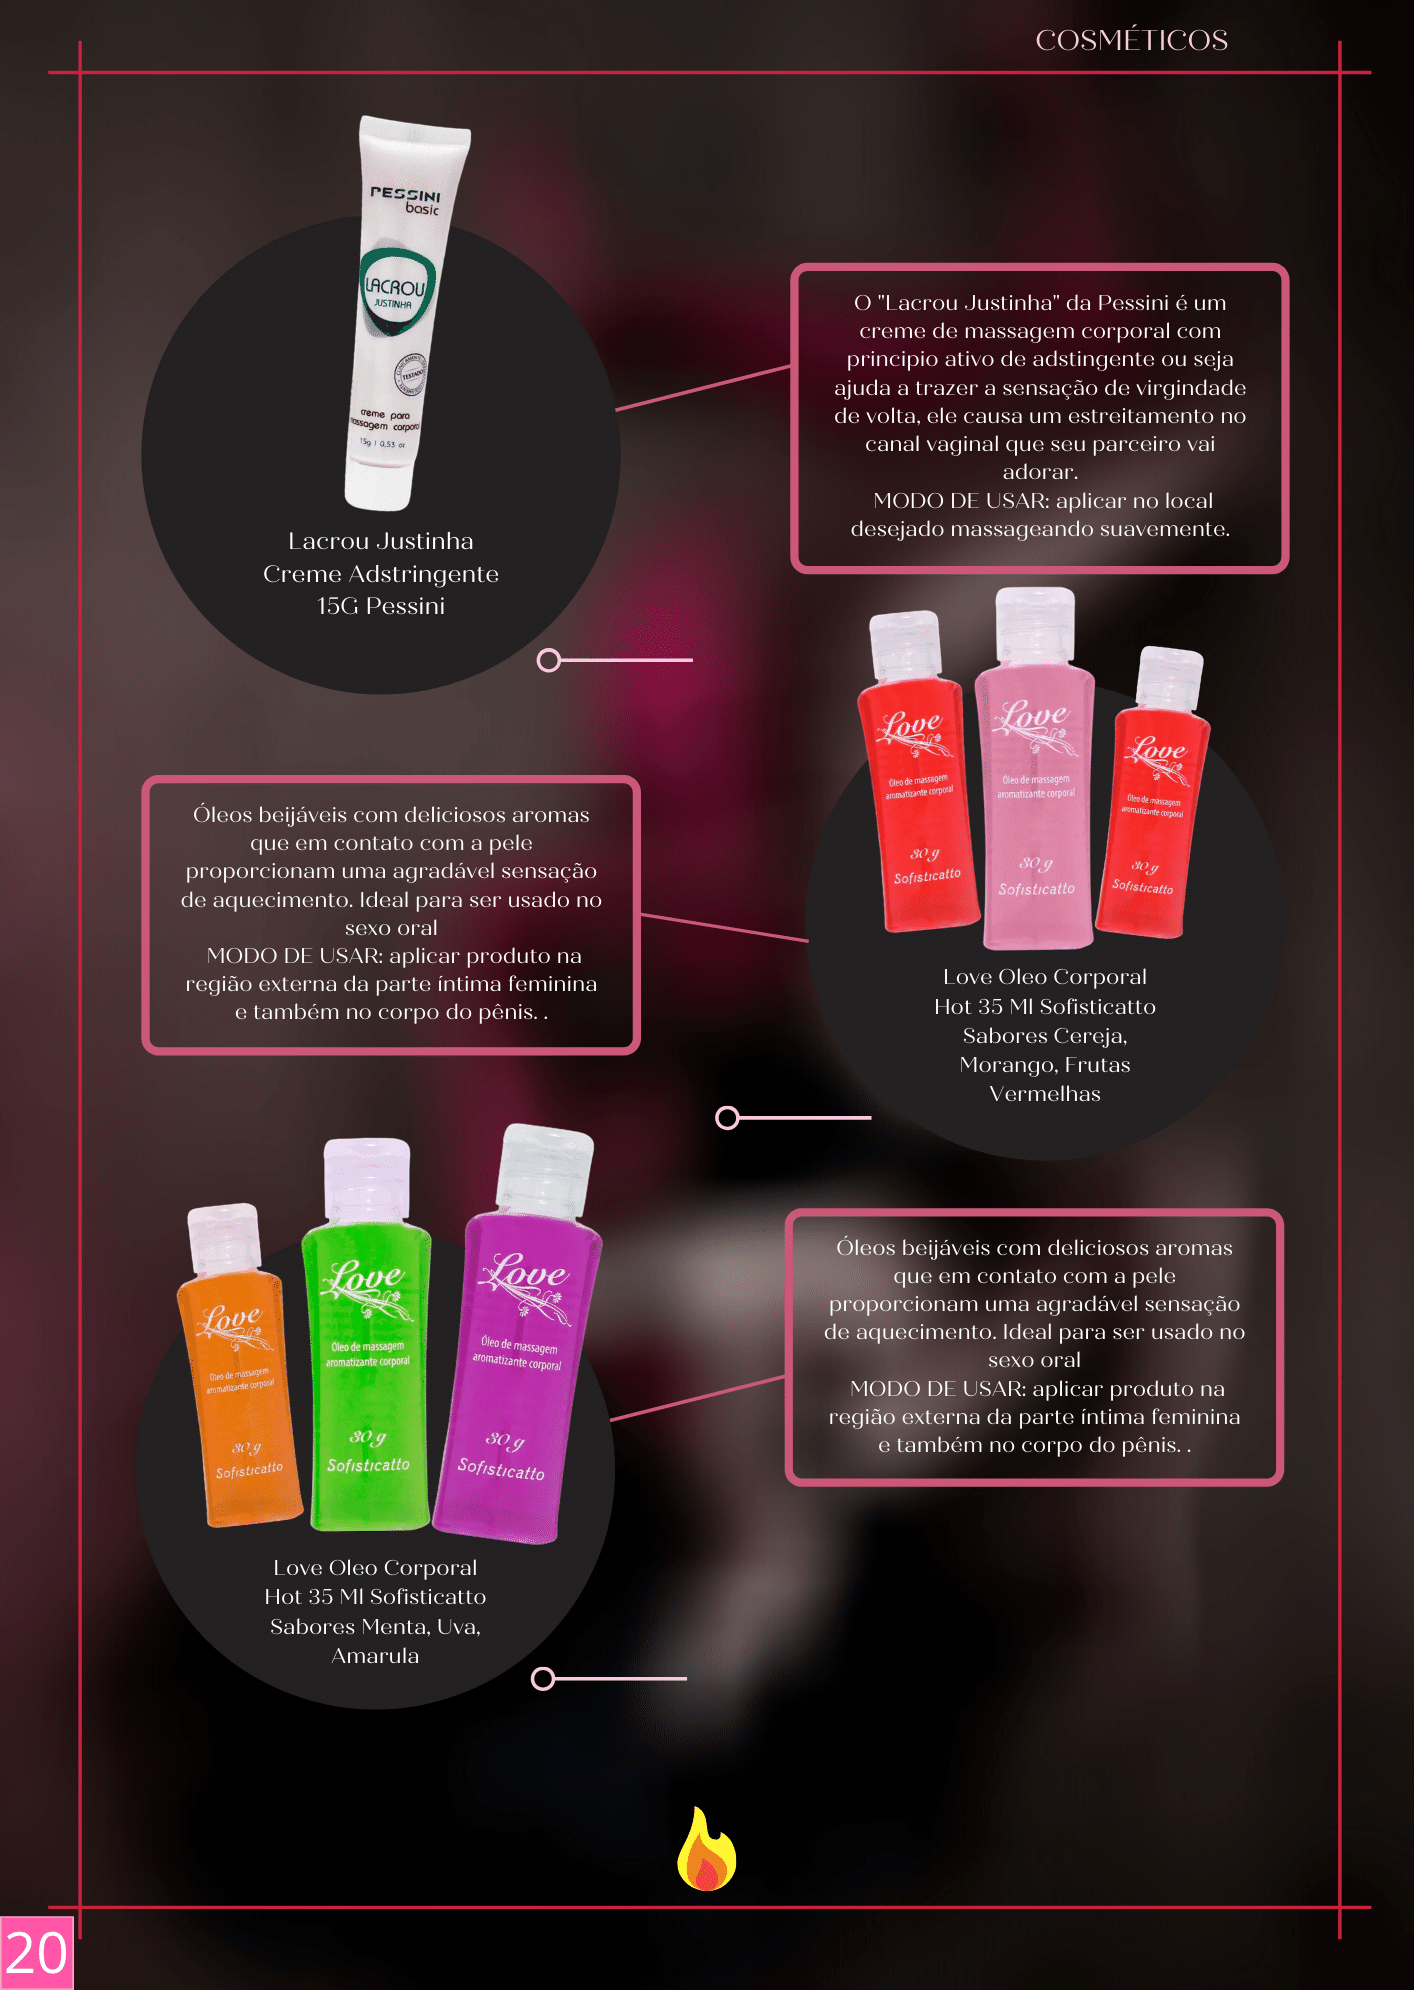 COSMÉTICOS
PESSINI
basic
LACROU
JUSTINHA
TESTADO
creme para
massagem corporal
15g | 0,53 oz
Lacrou Justinha
Creme Adstringente
15G Pessini
O "Lacrou Justinha" da Pessini é um
creme de massagem corporal com
principio ativo de adstingente ou seja
ajuda a trazer a sensação de virgindade
de volta, ele causa um estreitamento no
canal vaginal que seu parceiro vai
adorar.
MODO DE USAR: aplicar no local
desejado massageando suavemente.
Love
Óleo de massagem
aromatizante corporal
30 g
Sofisticatto
Love
Óleo de massagem
aromatizante corporal
30 g
Sofisticatto
Love
Óleo de massagem
aromatizante corporal
30 g
Sofisticatto
Love Oleo Corporal
Hot 35 Ml Sofisticatto
Sabores Cereja,
Morango, Frutas
Vermelhas
Óleos beijáveis com deliciosos aromas
que em contato com a pele
proporcionam uma agradável sensação
de aquecimento. Ideal para ser usado no
sexo oral
MODO DE USAR: aplicar produto na
região externa da parte íntima feminina
e também no corpo do pênis. .
Love
Óleo de massagem
aromatizante corporal
30 g
Sofisticatto
Love
Óleo de massagem
aromatizante corporal
30 g
Sofisticatto
Love
Óleo de massagem
aromatizante corporal
30 g
Sofisticatto
Love Oleo Corporal
Hot 35 Ml Sofisticatto
Sabores Menta, Uva,
Amarula
Óleos beijáveis com deliciosos aromas
que em contato com a pele
proporcionam uma agradável sensação
de aquecimento. Ideal para ser usado no
sexo oral
MODO DE USAR: aplicar produto na
região externa da parte íntima feminina
e também no corpo do pênis. .
20